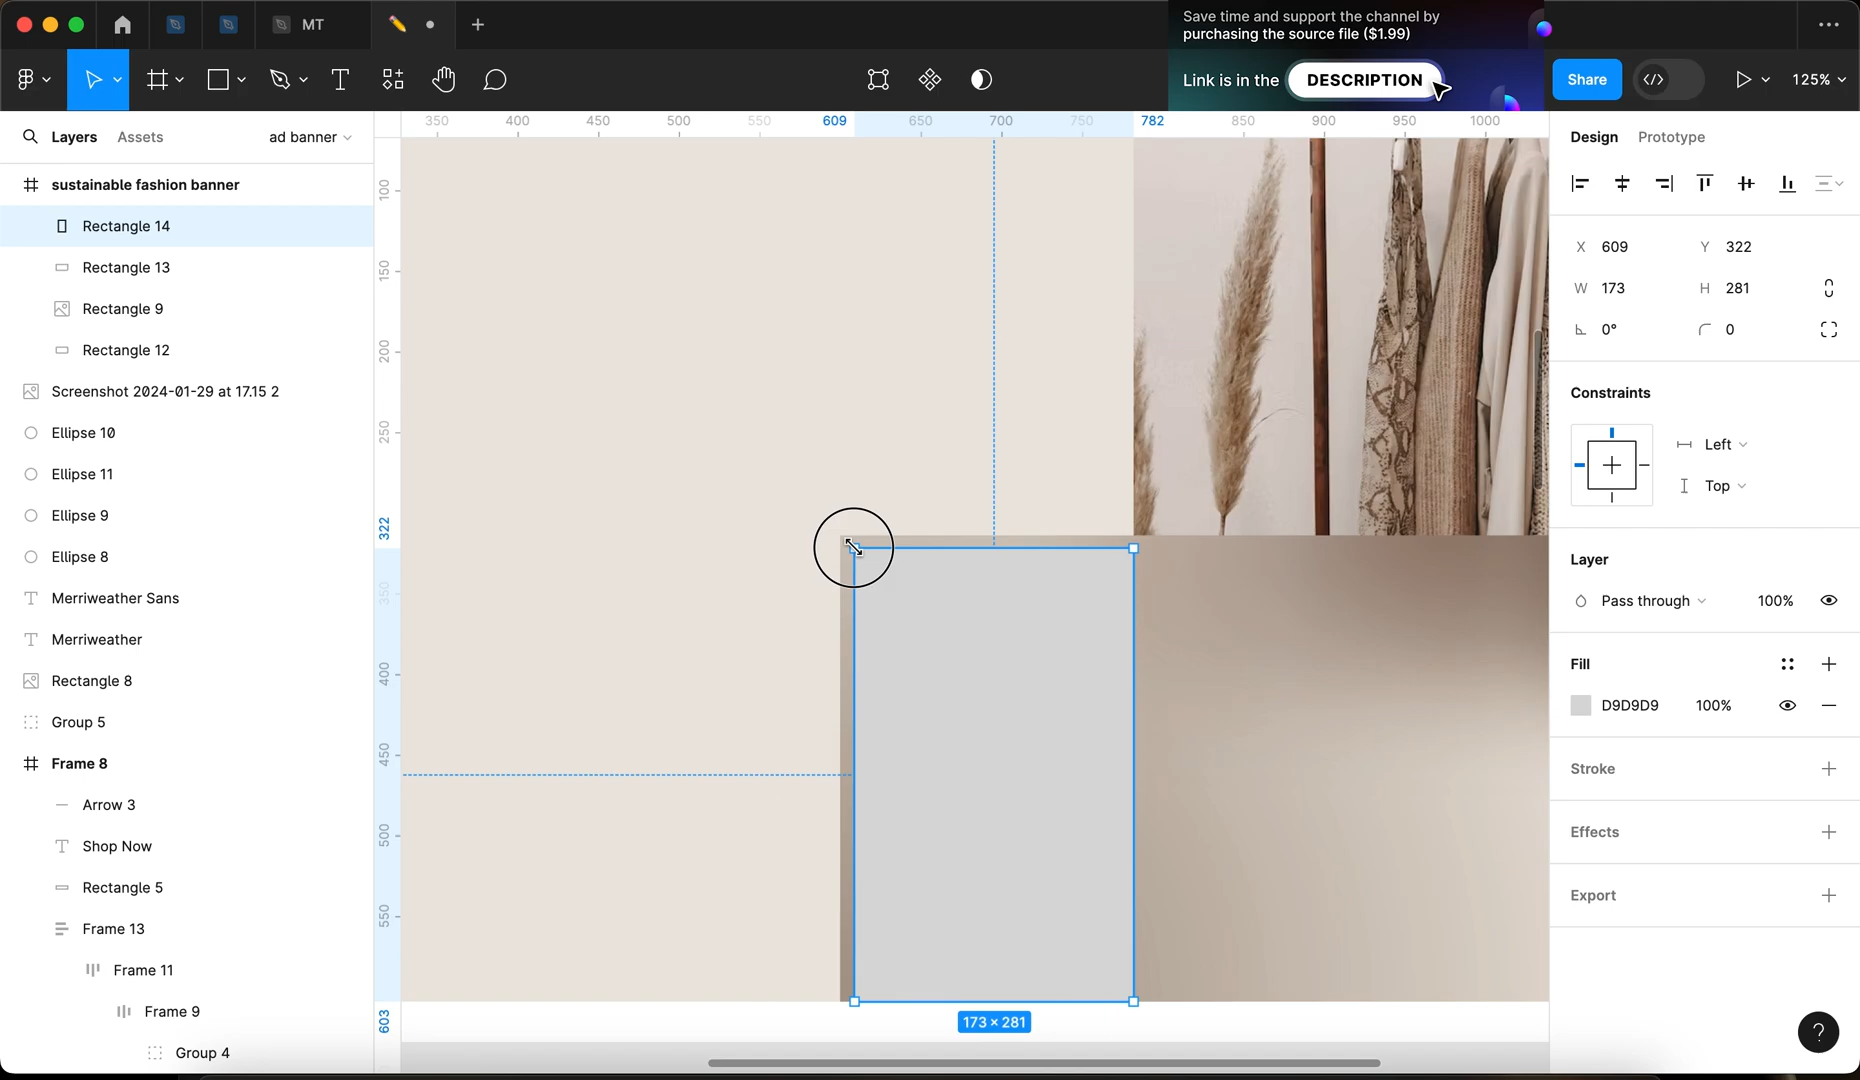 MT
Save time and support the channel by
purchasing the source file ($1.99)
Link is in the DESCRIPTION
Share
125%
Layers
Assets
ad banner
350
400
450
500
550
609
650
700
750
782
850
900
950
1000
Design
Prototype
sustainable fashion banner
Rectangle 14
Rectangle 13
Rectangle 9
Rectangle 12
Screenshot 2024-01-29 at 17.15 2
Ellipse 10
Ellipse 11
Ellipse 9
Ellipse 8
Merriweather Sans
Merriweather
Rectangle 8
Group 5
Frame 8
Arrow 3
Shop Now
Rectangle 5
Frame 13
Frame 11
Frame 9
Group 4
100
150
200
250
322
350
400
450
500
550
603
173 × 281
X 609
Y 322
W 173
H 281
0°
0
Constraints
Left
Top
Layer
Pass through
100%
Fill
D9D9D9
100%
Stroke
Effects
Export
?